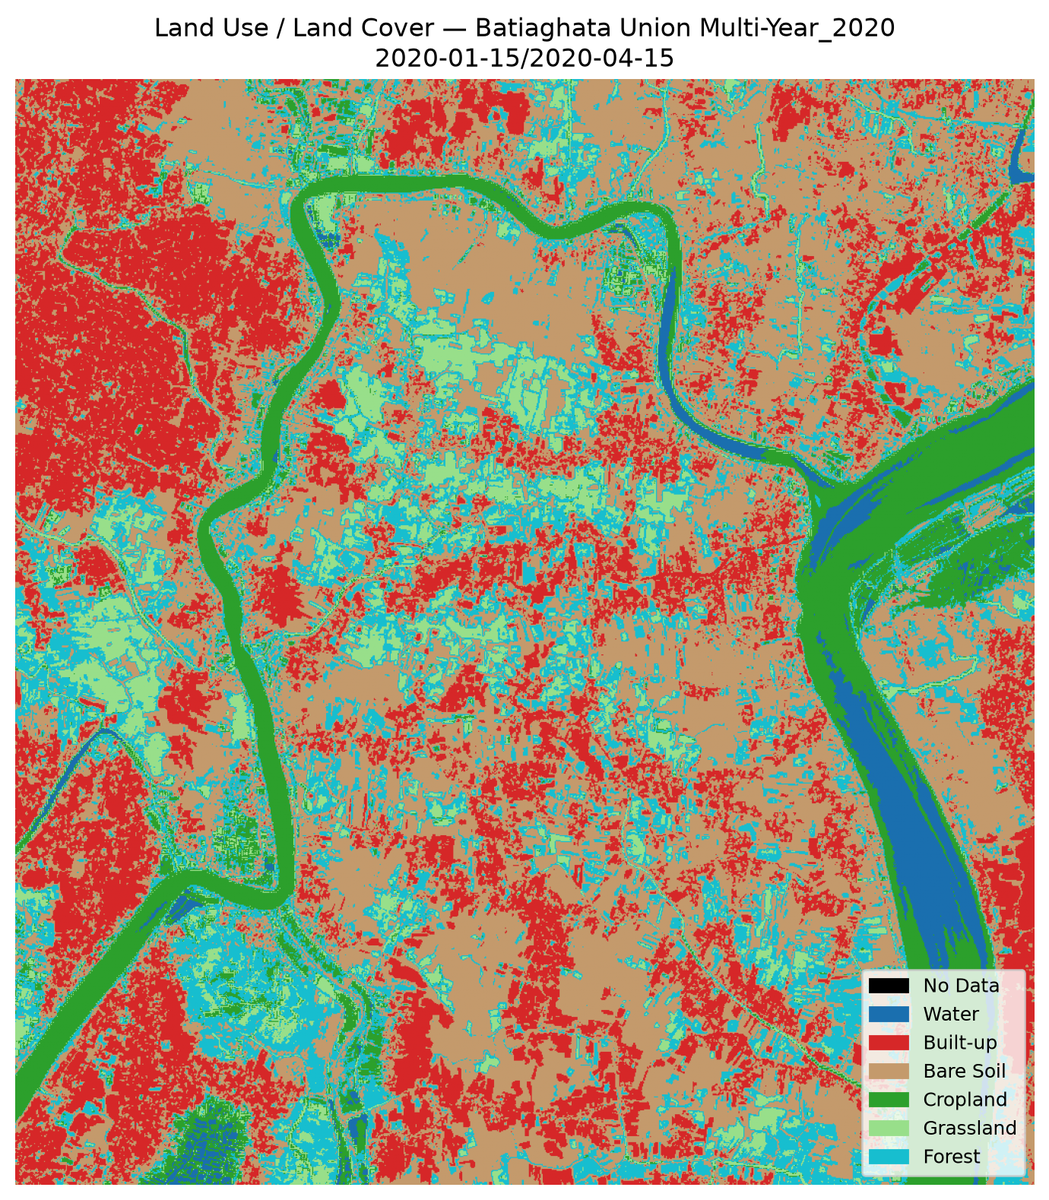 Land Use / Land Cover — Batiaghata Union Multi-Year_2020
2020-01-15/2020-04-15
No Data
Water
Built-up
Bare Soil
Cropland
Grassland
Forest